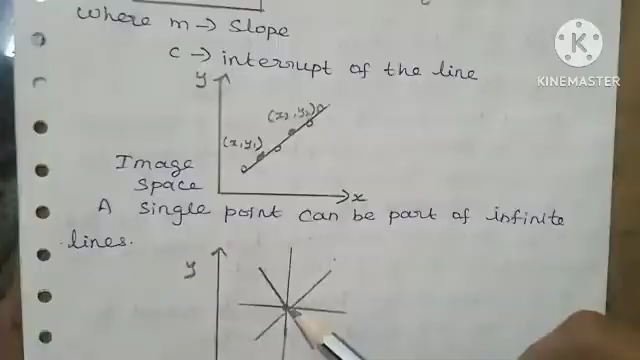 where m → slope
c → interrupt of the line
K
KINEMASTER
y
(x₁y₁)
(x₂,y₂)
Image
space
x
A single point can be part of infinite
lines.
y